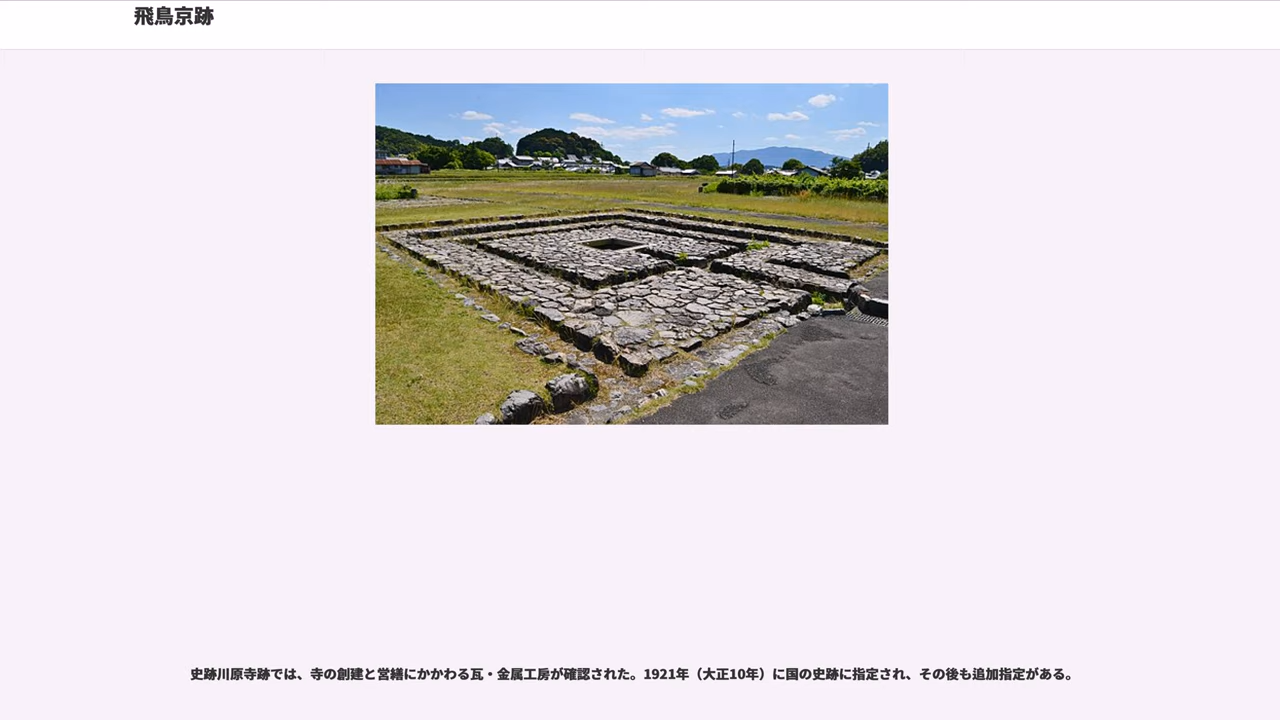 飛鳥京跡
史跡川原寺跡では、寺の創建と営繕にかかわる瓦・金属工房が確認された。1921年（大正10年）に国の史跡に指定され、その後も追加指定がある。